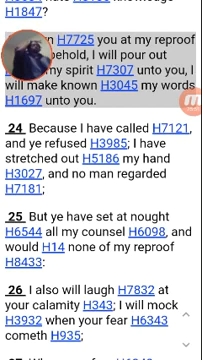 H1847?
H7725 you at my reproof
behold, I will pour out
my spirit H7307 unto you, I
will make known H3045 my words
H1697 unto you.
24 Because I have called H7121,
and ye refused H3985; I have
stretched out H5186 my hand
H3027, and no man regarded
H7181;
25 But ye have set at nought
H6544 all my counsel H6098, and
would H14 none of my reproof
H8433:
26 I also will laugh H7832 at
your calamity H343; I will mock
H3932 when your fear H6343
cometh H935;